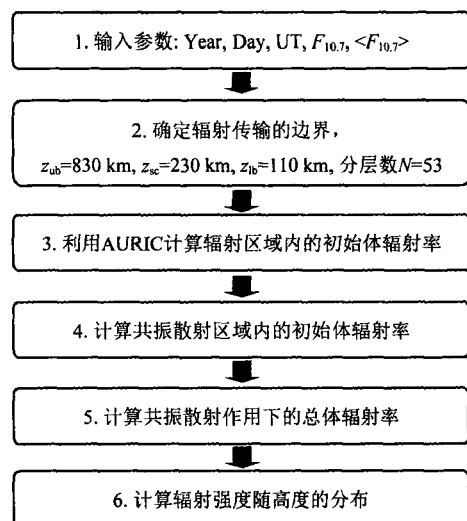 1. 输入参数: Year, Day, UT, F10.7, <F10.7>
2. 确定辐射传输的边界，
zub=830 km, zsc=230 km, zlb=110 km, 分层数N=53
3. 利用AURIC计算辐射区域内的初始体辐射率
4. 计算共振散射区域内的初始体辐射率
5. 计算共振散射作用下的总体辐射率
6. 计算辐射强度随高度的分布